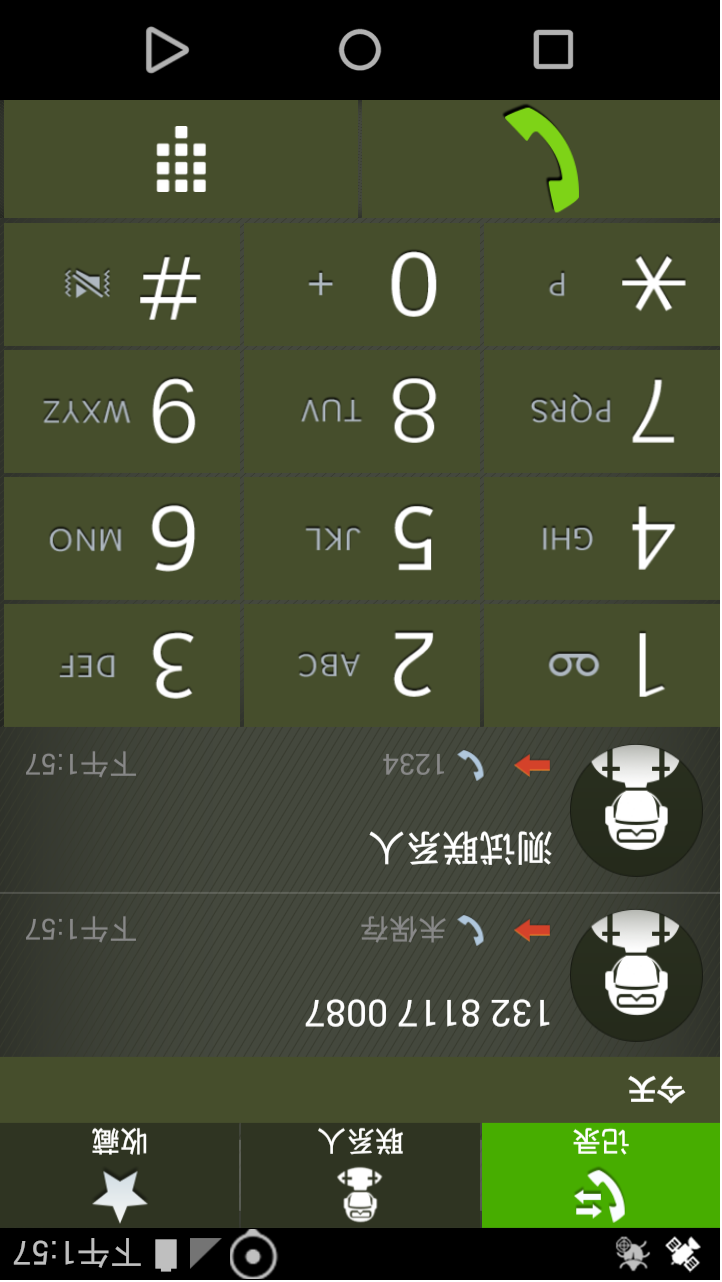 下午1:57
记录
联系人
收藏
今天
132 8117 0087
未保存
下午1:57
测试联系人
1234
下午1:57
1
2 ABC
3 DEF
4 GHI
5 JKL
6 MNO
7 PQRS
8 TUV
9 WXYZ
* P
0 +
#